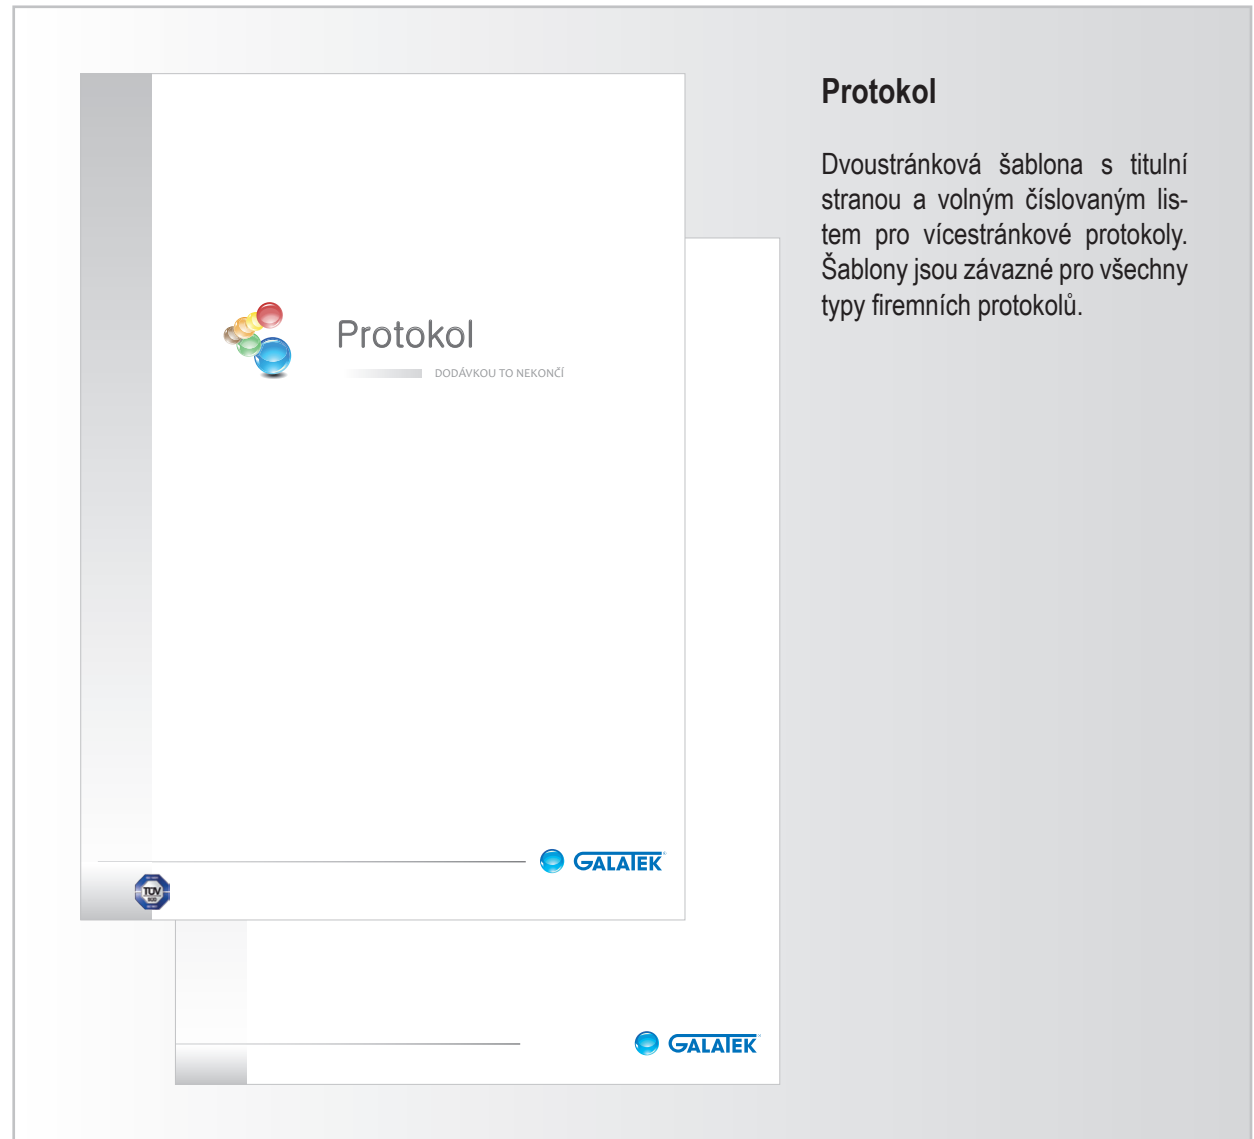 Protokol
Dvoustránková šablona s titulní
stranou a volným číslovaným lis-
tem pro vícestránkové protokoly.
Šablony jsou závazné pro všechny
typy firemních protokolů.
Protokol
DODÁVKOU TO NEKONČÍ
GALATEK
TÜV
GALATEK